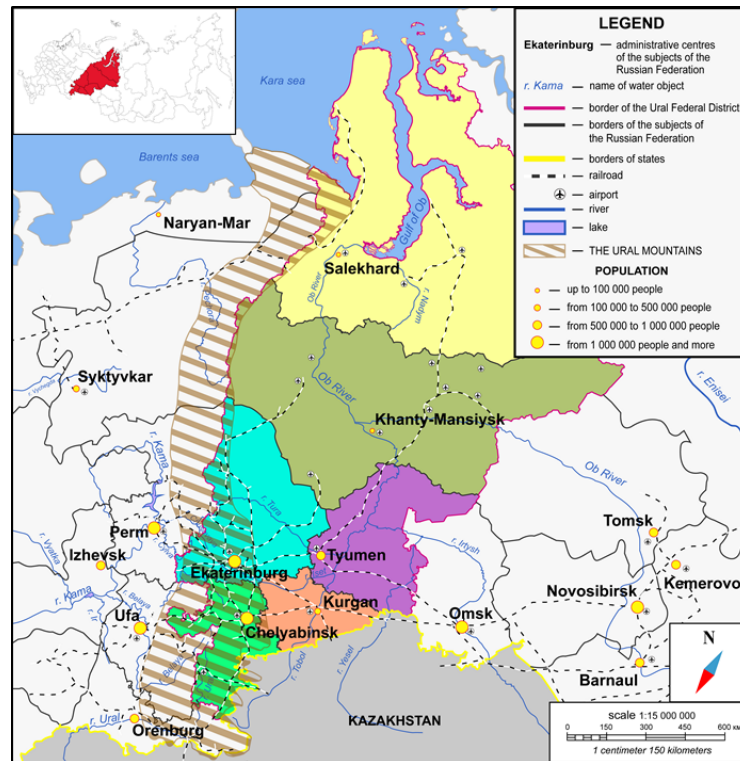 Kara sea
Barents sea
Naryan-Mar
Gulf of Ob
Salekhard
Ob River
r. Nadym
r. Pechora
Syktyvkar
r. Vychegda
Ob River
Khanty-Mansiysk
r. Enisei
r. Kama
r. Tura
Ob River
Perm
Tomsk
r. Vyatka
Izhevsk
Ekaterinburg
Tyumen
r. Irtysh
Kemerovo
r. Kama
r. Belaya
Kurgan
Novosibirsk
Ufa
Chelyabinsk
Omsk
r. Tobol
r. Yesel
Barnaul
r. Ural
Orenburg
KAZAKHSTAN
LEGEND
Ekaterinburg — administrative centres
of the subjects of the
Russian Federation
r. Kama — name of water object
— border of the Ural Federal District
— borders of the subjects of
the Russian Federation
— borders of states
— railroad
— airport
— river
— lake
— THE URAL MOUNTAINS
POPULATION
— up to 100 000 people
— from 100 000 to 500 000 people
— from 500 000 to 1 000 000 people
— from 1 000 000 people and more
N
scale 1:15 000 000
0 150 300 450 600 км
1 centimeter 150 kilometers